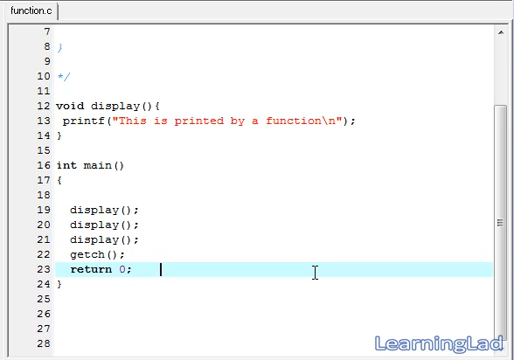 function.c
7
8 }
9
10 */
11
12 void display(){
13 printf("This is printed by a function\n");
14 }
15
16 int main()
17 {
18
19 display();
20 display();
21 display();
22 getch();
23 return 0;
24 }
25
26
27
28
LearningLad